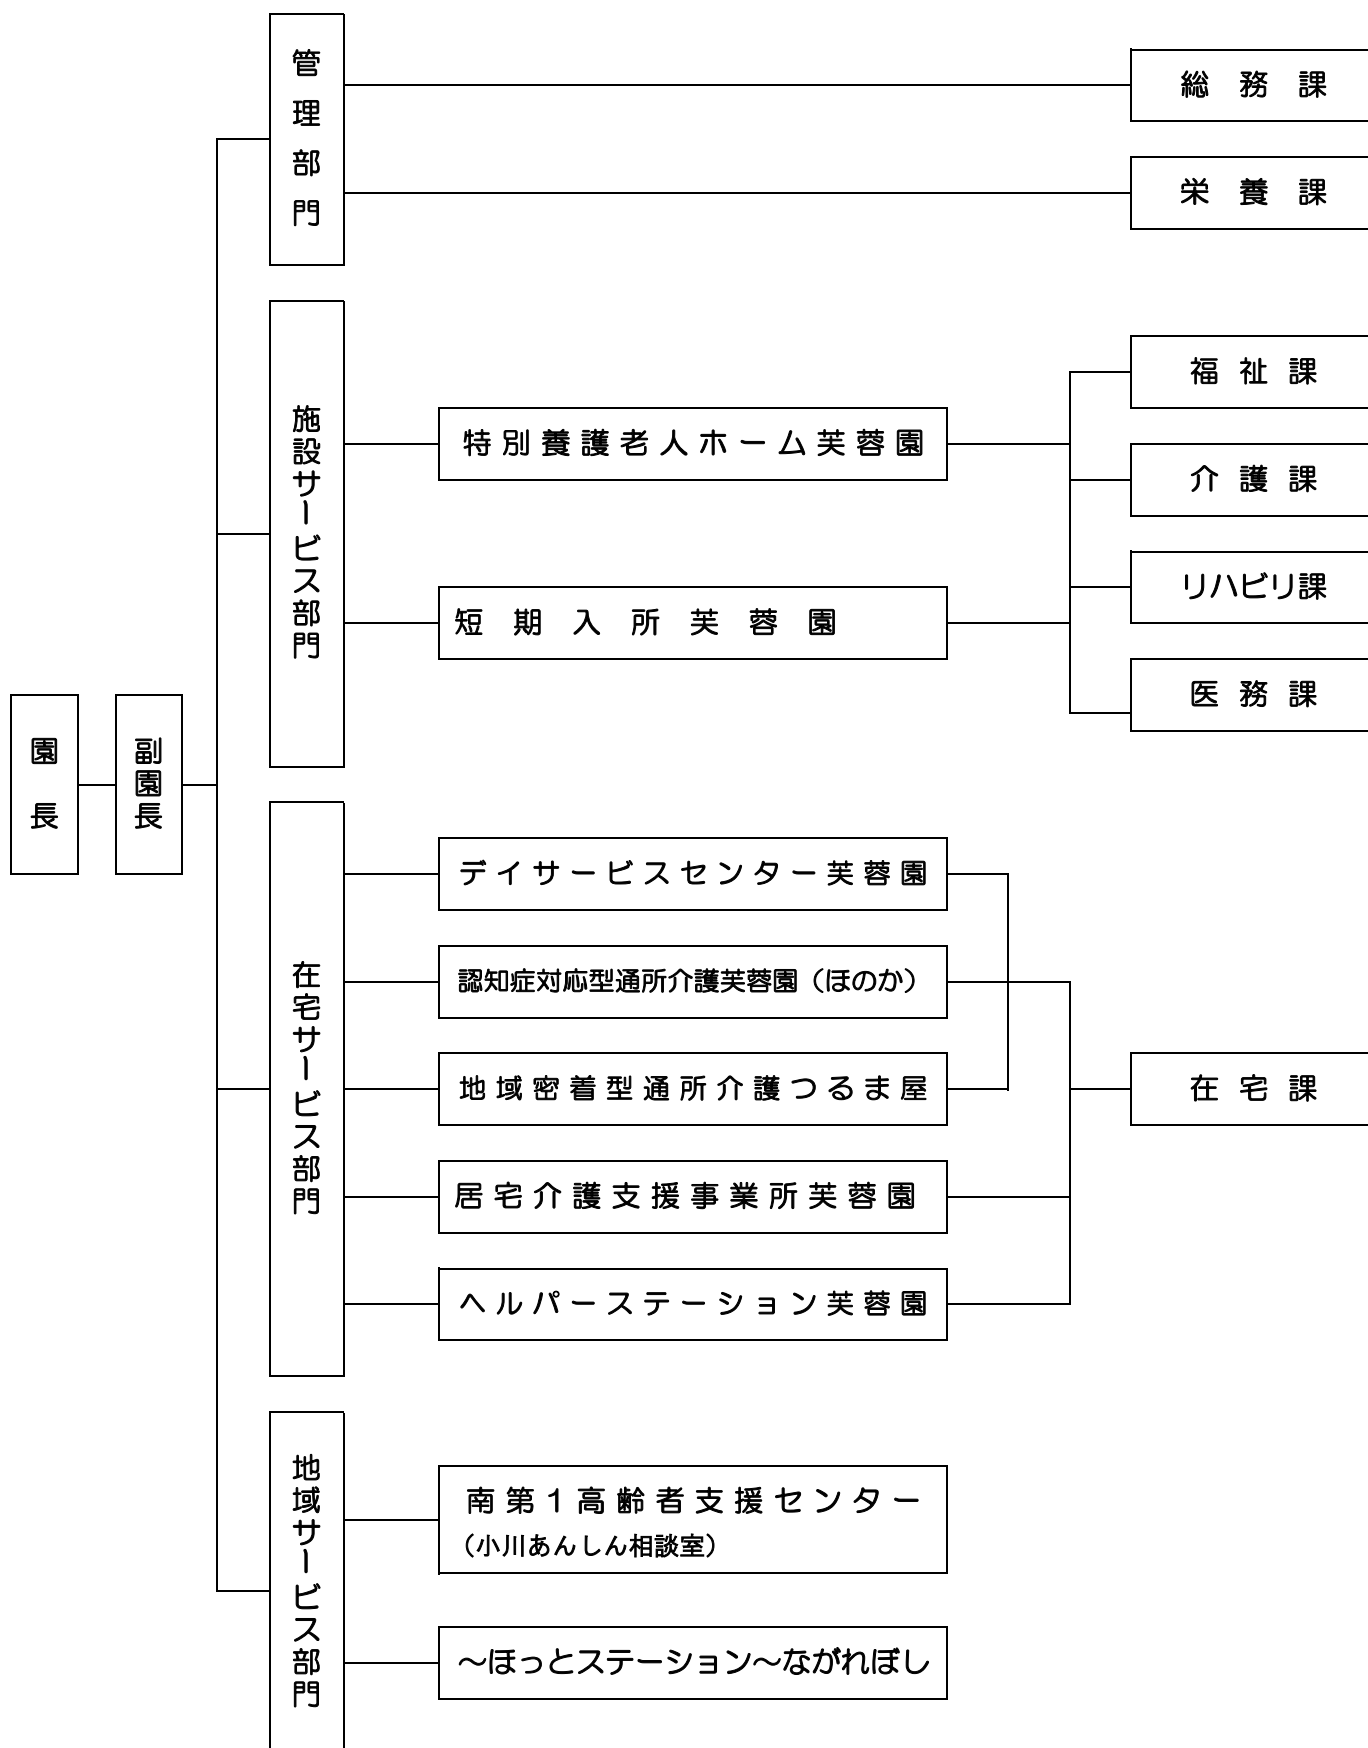 園長
副園長
管理部門
総務課
栄養課
施設サービス部門
特別養護老人ホーム芙蓉園
短期入所芙蓉園
福祉課
介護課
リハビリ課
医務課
在宅サービス部門
デイサービスセンター芙蓉園
認知症対応型通所介護芙蓉園（ほのか）
地域密着型通所介護つるま屋
居宅介護支援事業所芙蓉園
ヘルパーステーション芙蓉園
在宅課
地域サービス部門
南第１高齢者支援センター
（小川あんしん相談室）
～ほっとステーション～ながれぼし